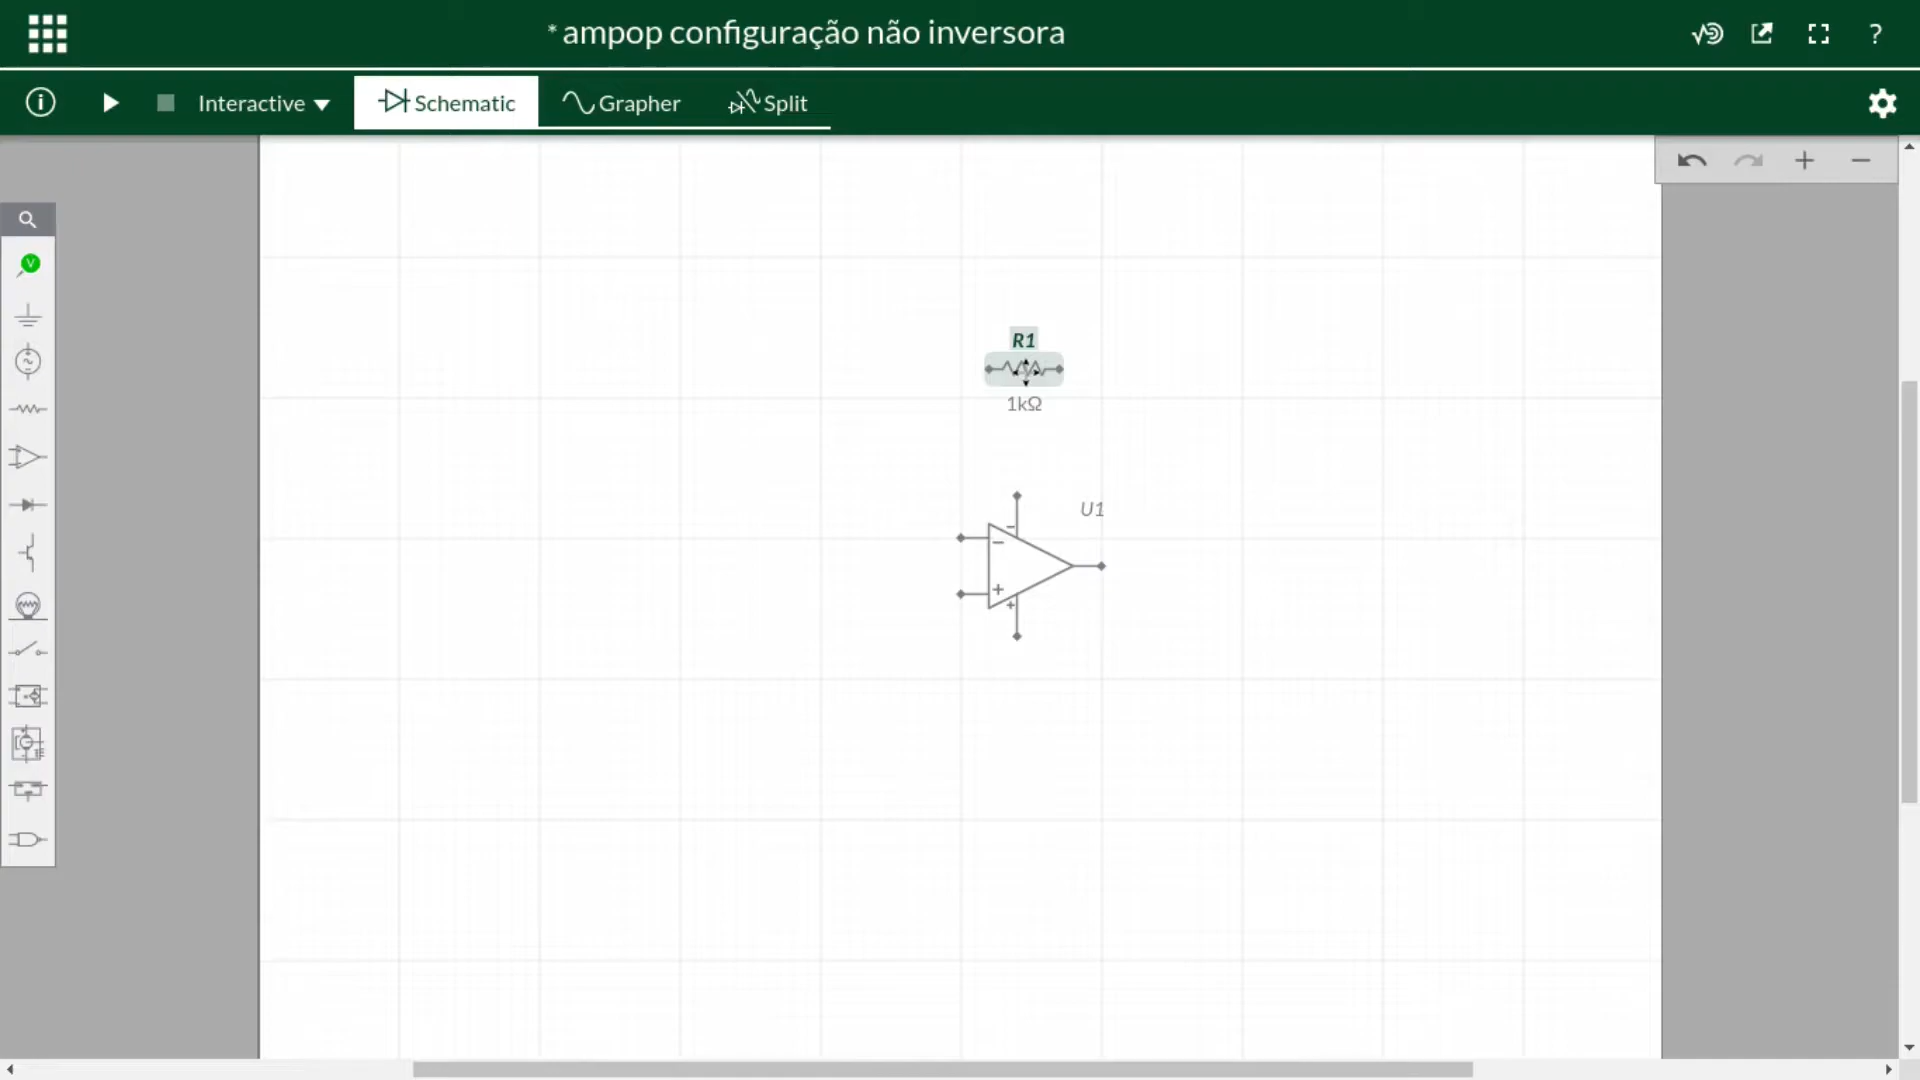 * ampop configuração não inversora
?
Interactive
Schematic
Grapher
Split
V
R1
1kΩ
U1